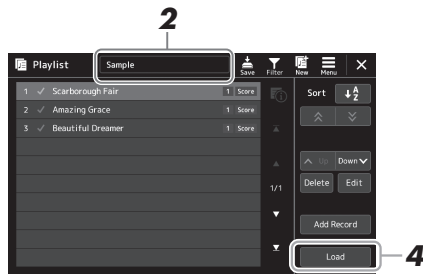 2
Playlist Sample Save Filter New Menu
1 Scarborough Fair 1 Score
2 Amazing Grace 1 Score
3 Beautiful Dreamer 1 Score
Sort AZ
Up Down
1/1
Delete Edit
Add Record
Load
4